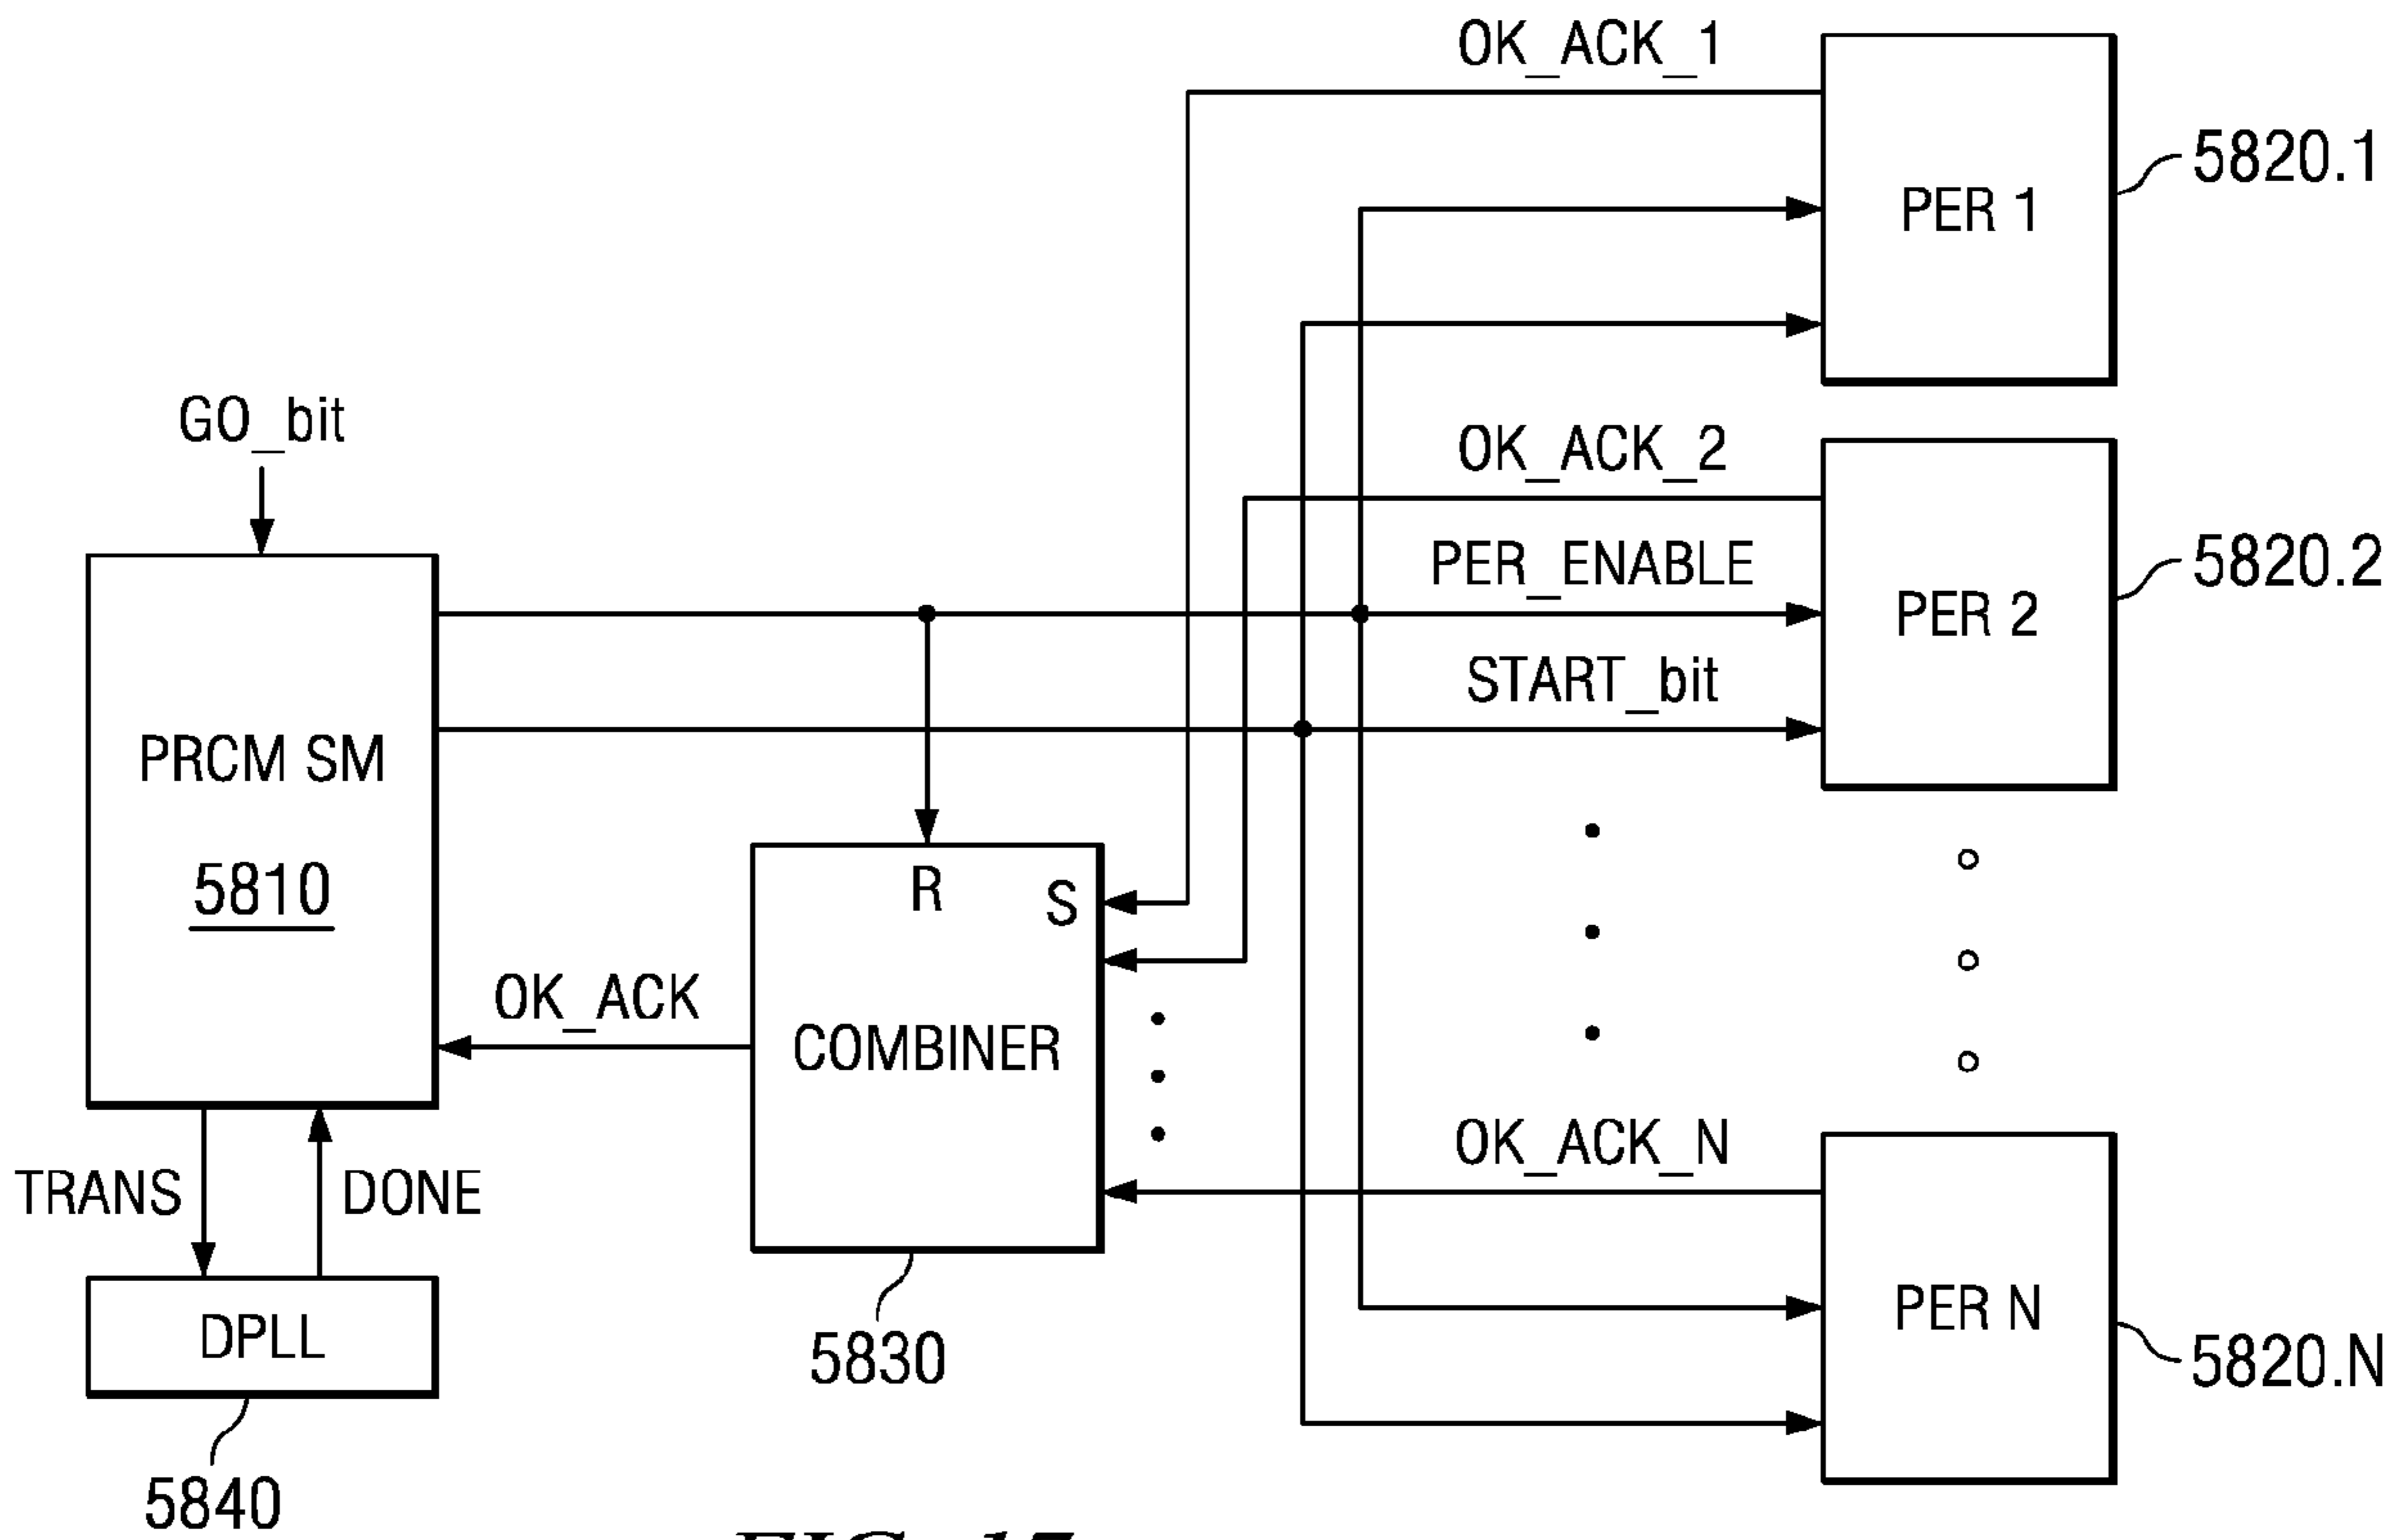 OK_ACK_1
5820.1
PER 1
GO_bit
OK_ACK_2
PER_ENABLE
5820.2
PER 2
START_bit
PRCM SM
5810
R
S
OK_ACK
COMBINER
OK_ACK_N
TRANS
DONE
PER N
DPLL
5830
5820.N
5840